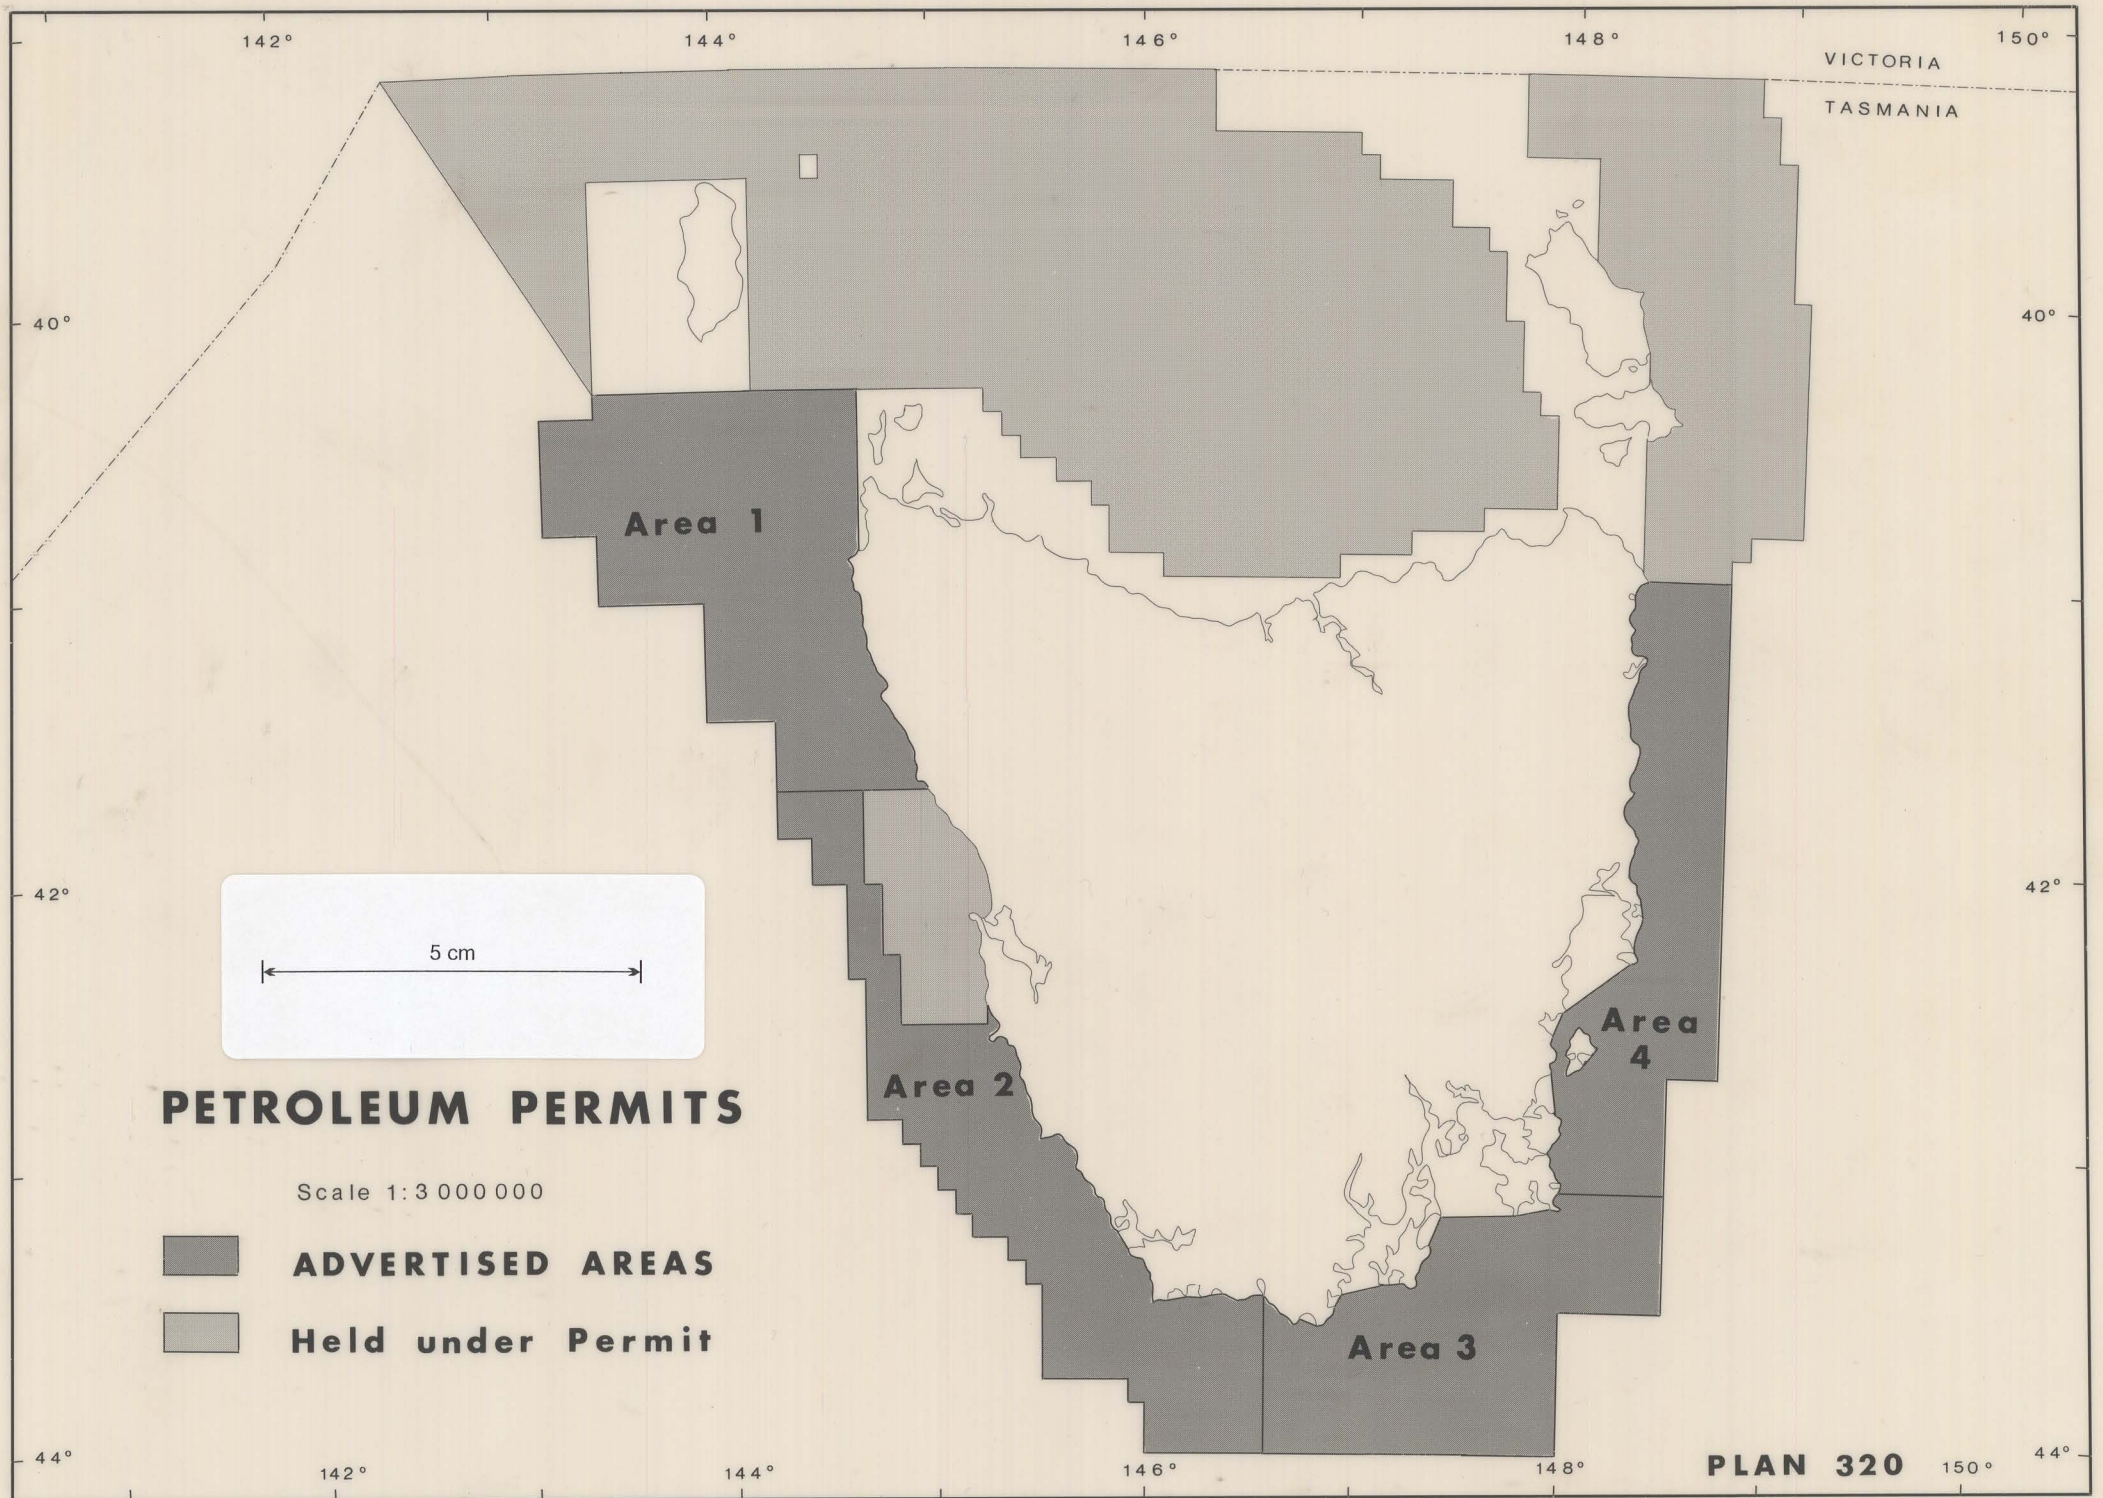 142° 144° 146° 148° 150°
VICTORIA
TASMANIA
40° 40°
Area 1
42° 42°
5 cm
Area
4
Area 2
PETROLEUM PERMITS
Scale 1:3 000 000
ADVERTISED AREAS
Held under Permit
Area 3
44° 44°
PLAN 320
142° 144° 146° 148° 150°